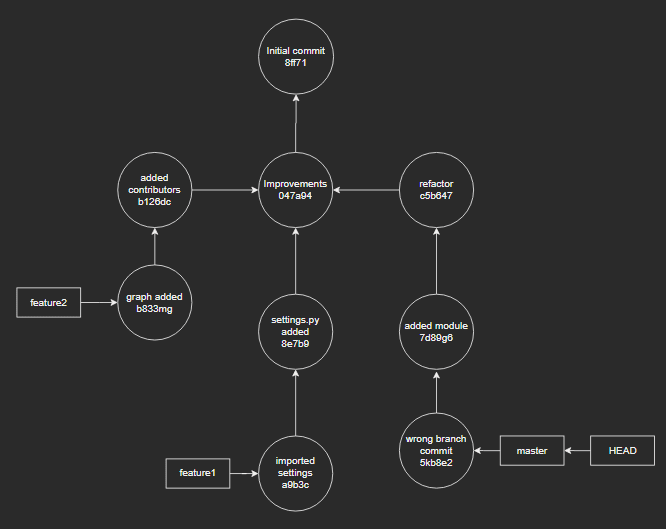 Initial commit
8ff71
added
contributors
b126dc
Improvements
047a94
refactor
c5b647
feature2
graph added
b833mg
settings.py
added
8e7b9
added module
7d89g6
wrong branch
commit
5kb8e2
master
HEAD
feature1
imported
settings
a9b3c